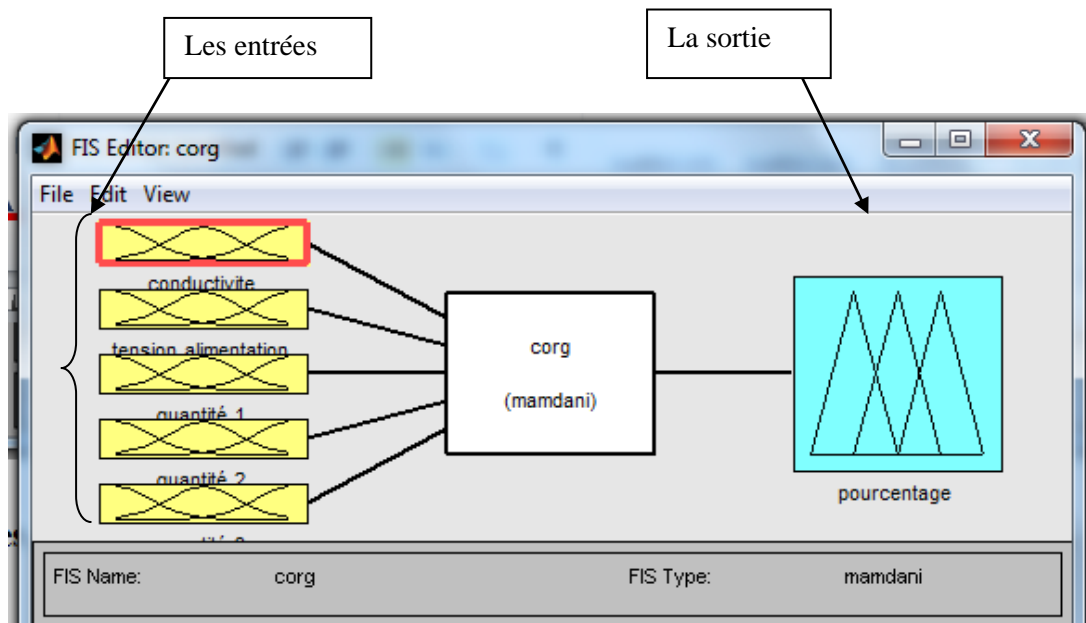 Les entrées
La sortie
FIS Editor: corg
File Edit View
conductivite
tension alimentation
quantité 1
quantité 2
corg
(mamdani)
pourcentage
FIS Name: corg FIS Type: mamdani